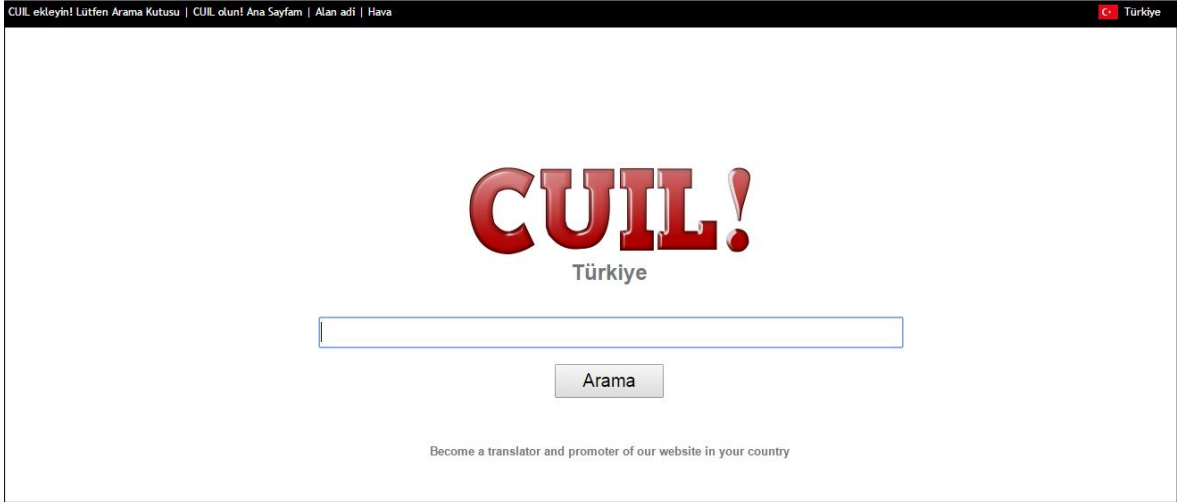 CUIL ekleyin! Lütfen Arama Kutusu | CUIL olun! Ana Sayfam | Alan adi | Hava
Türkiye
CUIL!
Türkiye
Arama
Become a translator and promoter of our website in your country